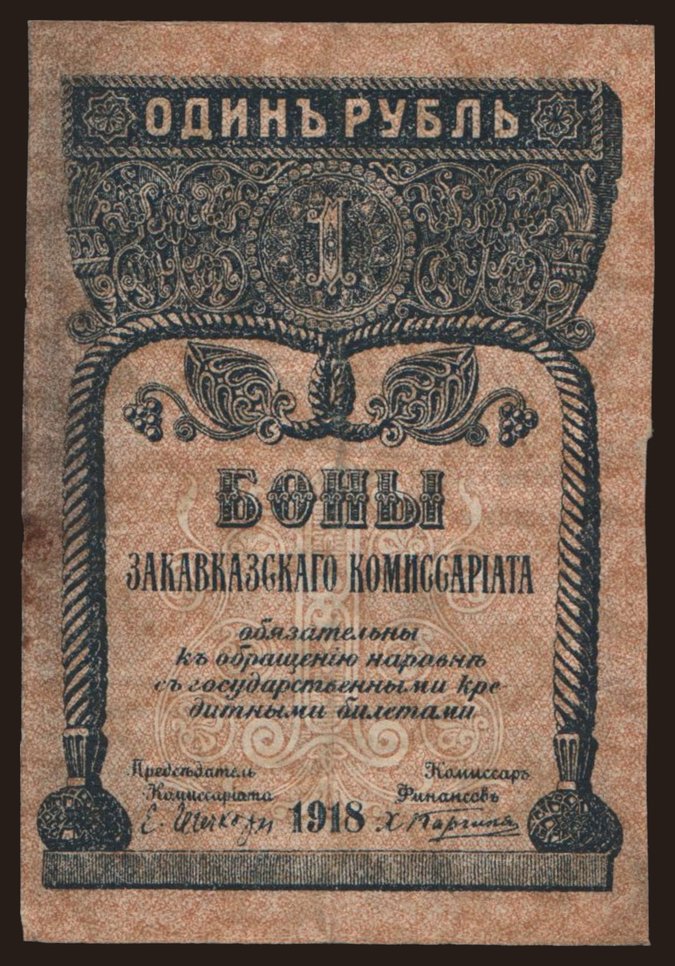 ОДИНЪ РУБЛЬ
1
БОНЫ
ЗАКАВКАЗСКАГО КОМИССАРІАТА
обязательны
къ обращенію наравнѣ
съ государственными кре-
дитными билетами
Предсѣдатель Комиссаръ
Комиссаріата Финансовъ
1918